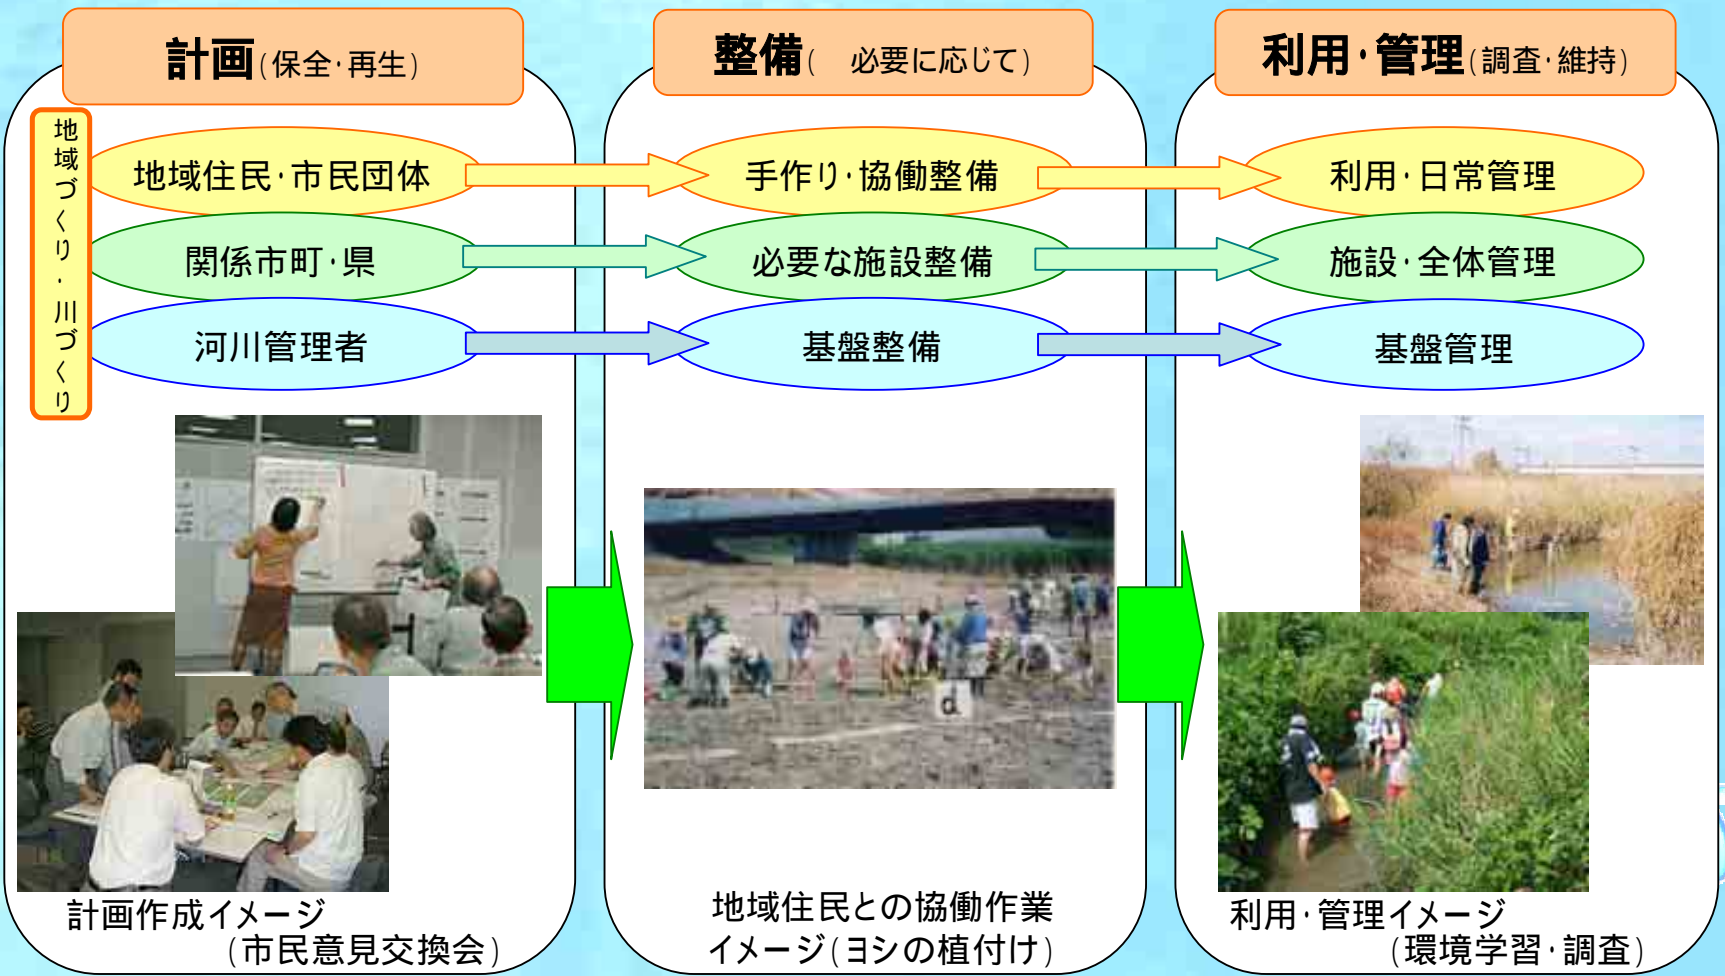 計画(保全・再生)
整備( 必要に応じて)
利用・管理(調査・維持)
地域づくり・川づくり
地域住民・市民団体
手作り・協働整備
利用・日常管理
関係市町・県
必要な施設整備
施設・全体管理
河川管理者
基盤整備
基盤管理
d
計画作成イメージ
(市民意見交換会)
地域住民との協働作業
イメージ(ヨシの植付け)
利用・管理イメージ
(環境学習・調査)